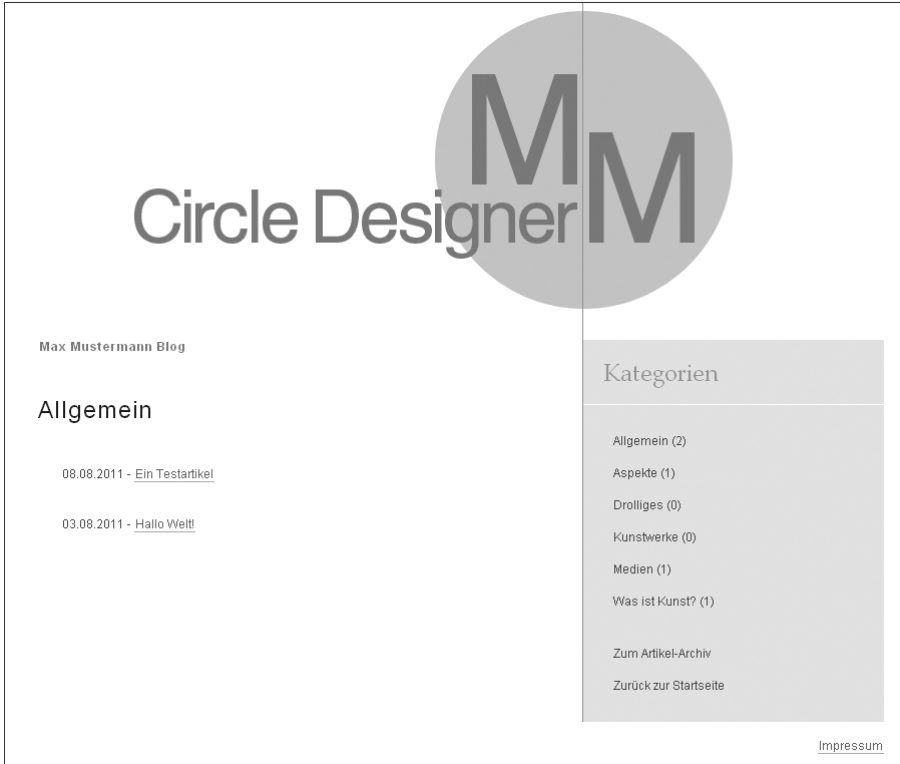 M
M
Circle Designer
Max Mustermann Blog
Allgemein
08.08.2011 - Ein Testartikel
03.08.2011 - Hallo Welt!
Kategorien
Allgemein (2)
Aspekte (1)
Drolliges (0)
Kunstwerke (0)
Medien (1)
Was ist Kunst? (1)
Zum Artikel-Archiv
Zurück zur Startseite
Impressum